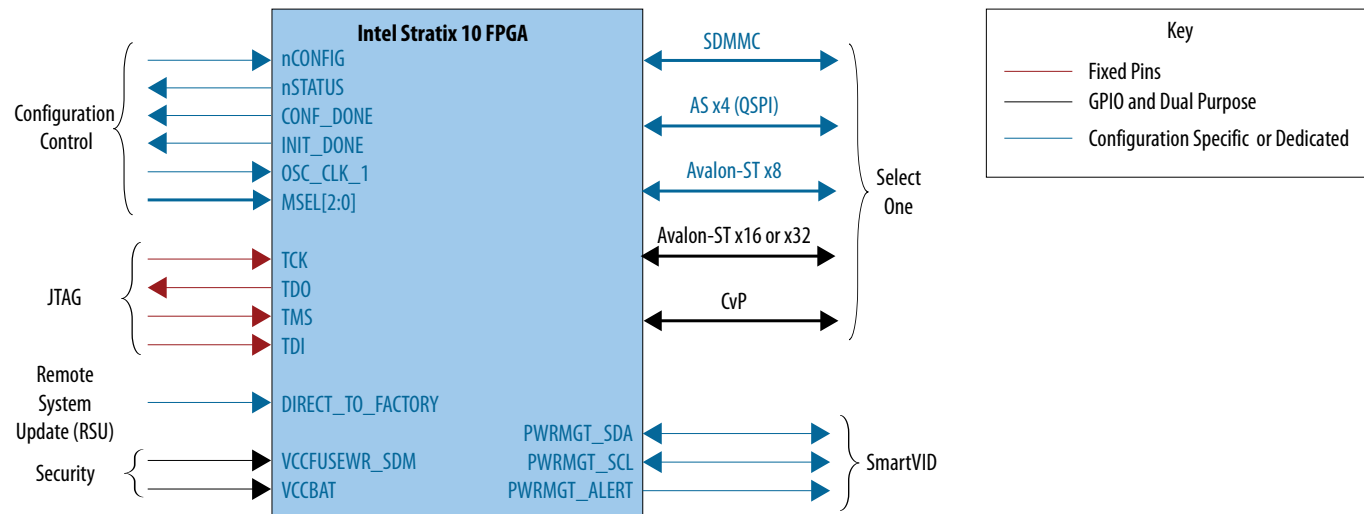 Intel Stratix 10 FPGA
Configuration
Control
nCONFIG
nSTATUS
CONF_DONE
INIT_DONE
OSC_CLK_1
MSEL[2:0]
JTAG
TCK
TDO
TMS
TDI
Remote
System
Update (RSU)
DIRECT_TO_FACTORY
Security
VCCFUSEWR_SDM
VCCBAT
SDMMC
AS x4 (QSPI)
Avalon-ST x8
Avalon-ST x16 or x32
CvP
Select
One
PWRMGT_SDA
PWRMGT_SCL
PWRMGT_ALERT
SmartVID
Key
Fixed Pins
GPIO and Dual Purpose
Configuration Specific or Dedicated